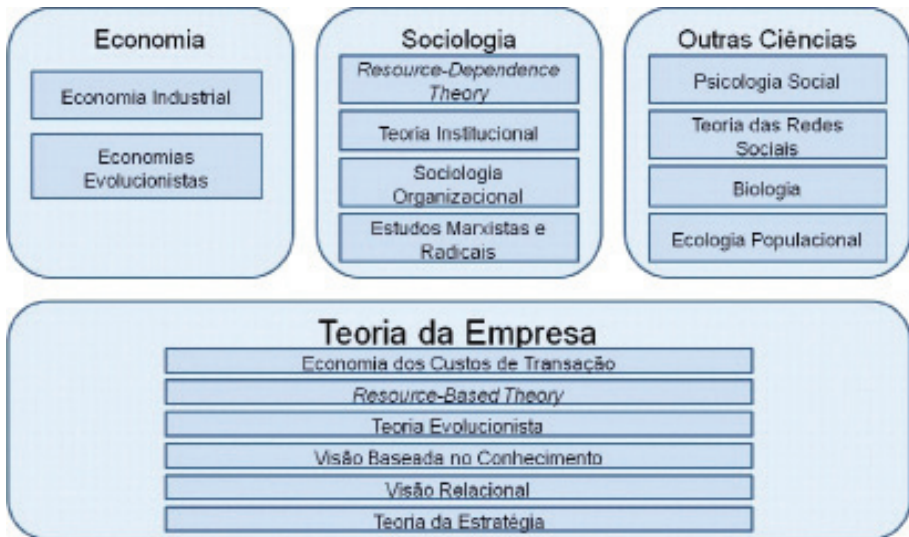 Economia
Economia Industrial
Economias
Evolucionistas
Sociologia
Resource-Dependence
Theory
Teoria Institucional
Sociologia
Organizacional
Estudos Marxistas e
Radicais
Outras Ciências
Psicologia Social
Teoria das Redes
Sociais
Biologia
Ecologia Populacional
Teoria da Empresa
Economia dos Custos de Transação
Resource-Based Theory
Teoria Evolucionista
Visão Baseada no Conhecimento
Visão Relacional
Teoria da Estratégia